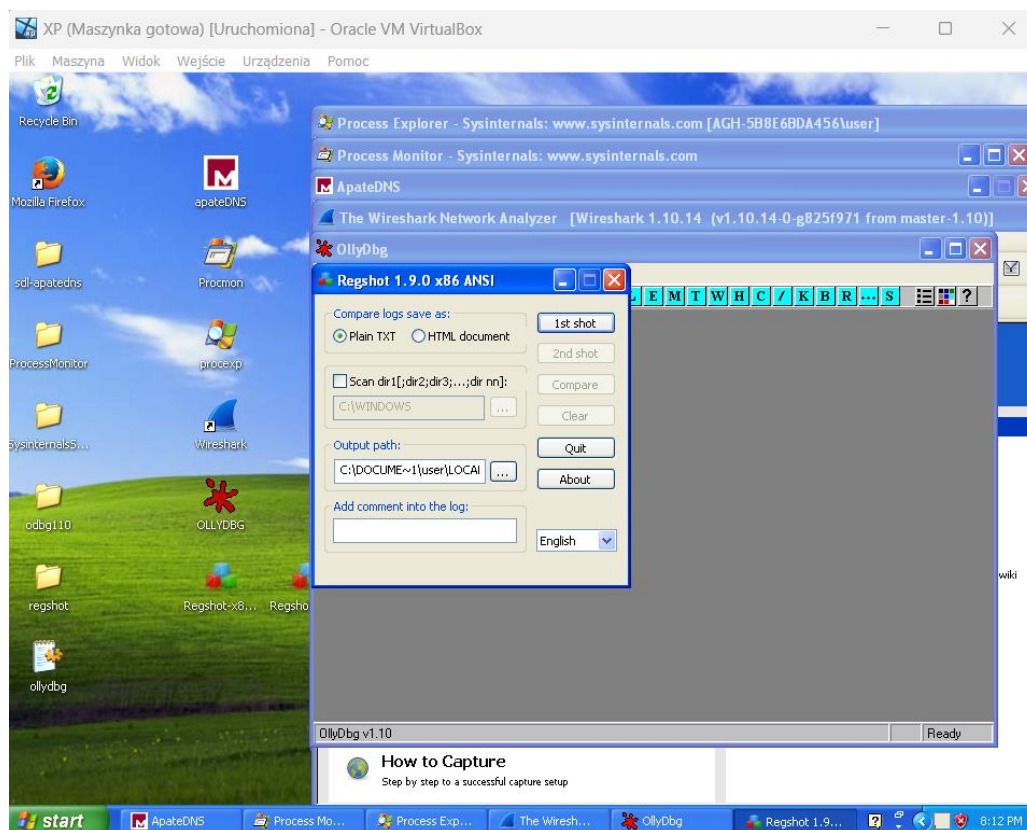 XP (Maszynka gotowa) [Uruchomiona] - Oracle VM VirtualBox
Plik Maszyna Widok Wejście Urządzenia Pomoc
Recycle Bin
Mozilla Firefox
apateDNS
sdl-apatedns
Procmon
ProcessMonitor
procexp
SysinternalsS...
Wireshark
odbg110
OLLYDBG
regshot
Regshot-x8...
Regsho
ollydbg
Process Explorer - Sysinternals: www.sysinternals.com [AGH-5B8E6BDA456\user]
Process Monitor - Sysinternals: www.sysinternals.com
ApateDNS
The Wireshark Network Analyzer [Wireshark 1.10.14 (v1.10.14-0-g825f971 from master-1.10)]
OllyDbg
L E M T W H C / K B R ... S ?
Regshot 1.9.0 x86 ANSI
Compare logs save as:
Plain TXT HTML document
1st shot
2nd shot
Scan dir1[;dir2;dir3;...;dir nn]:
Compare
C:\WINDOWS ...
Clear
Output path:
Quit
C:\DOCUME~1\user\LOCAl ...
About
Add comment into the log:
English
wiki
OllyDbg v1.10
Ready
How to Capture
Step by step to a successful capture setup
start
ApateDNS
Process Mo...
Process Exp...
The Wiresh...
OllyDbg
Regshot 1.9...
8:12 PM